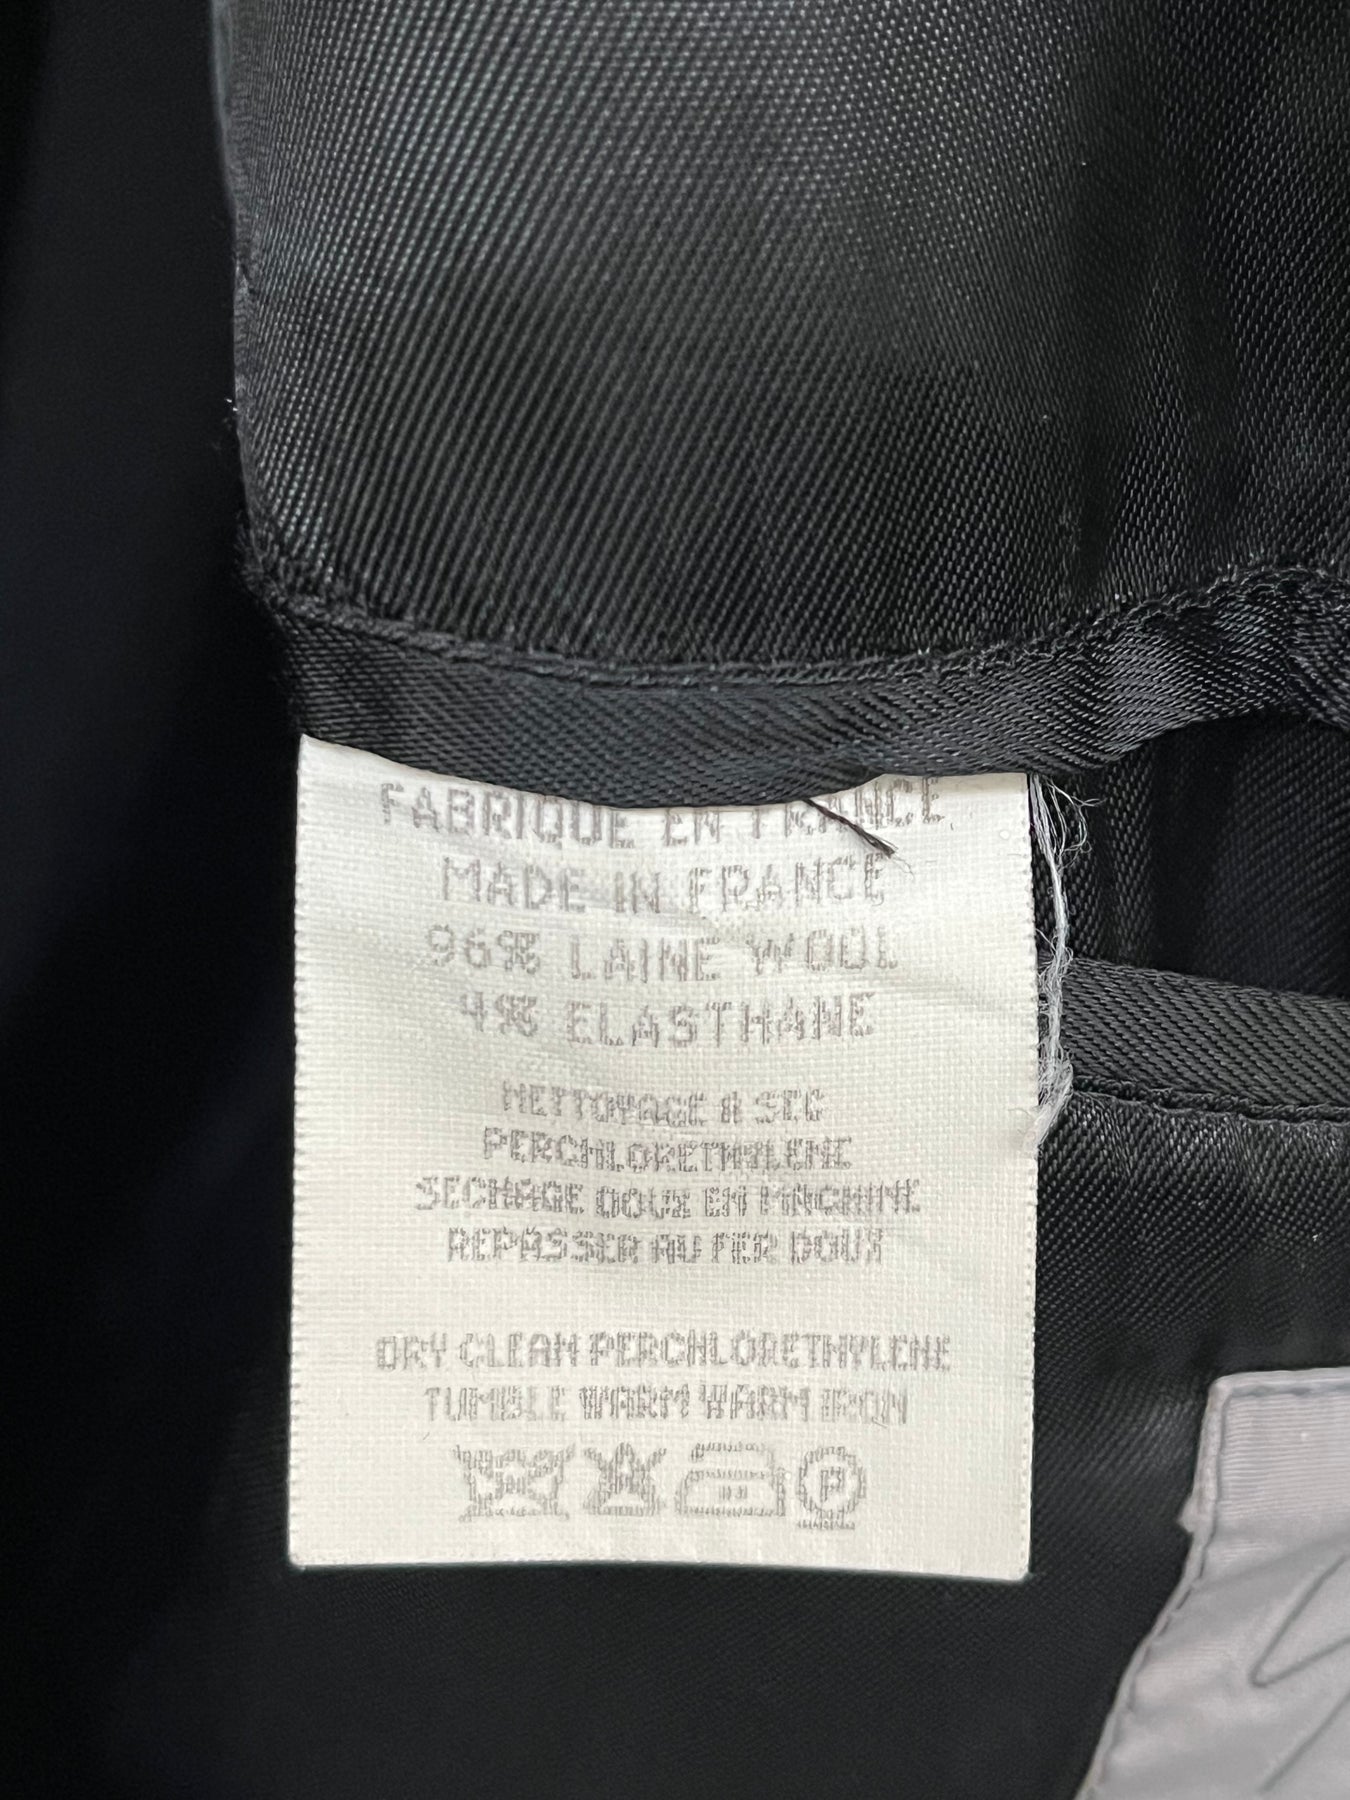 FABRIQUE EN FRANCE
MADE IN FRANCE
96% LAINE WOOL
4% ELASTHANE
NETTOYAGE A SEC
PERCHLORETHYLENE
SECHAGE DOUX EN MACHINE
REPASSER AU FER DOUX
DRY CLEAN PERCHLORETHYLENE
TUMBLE WARM WARM IRON
P